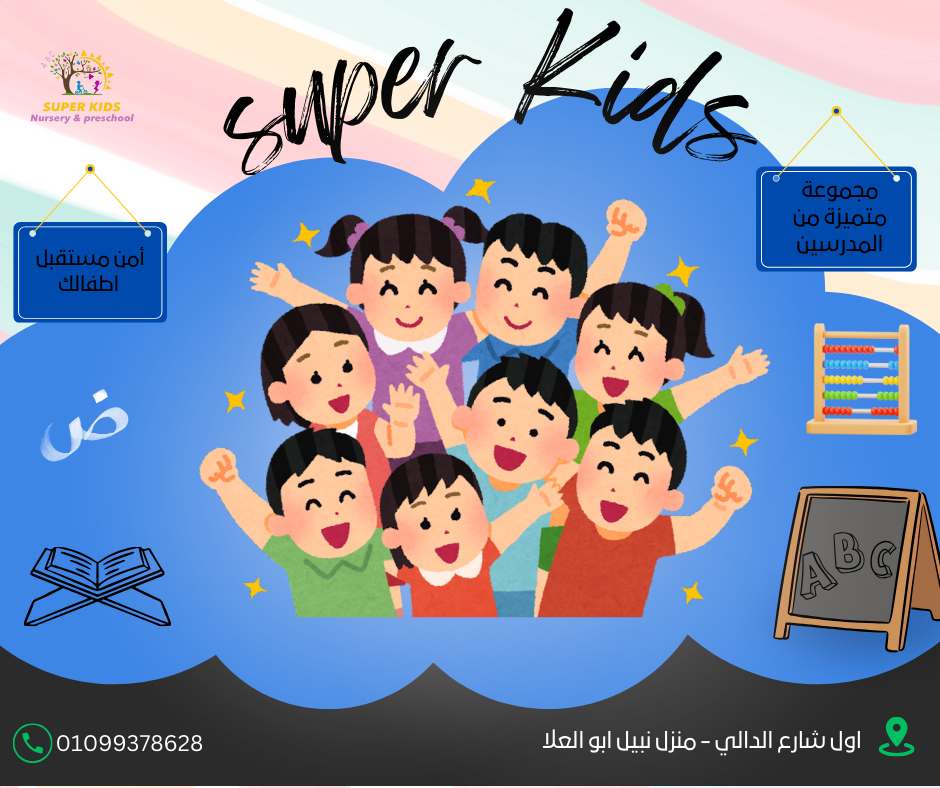 super Kids
A B C
SUPER KIDS
Nursery & preschool
مجموعة
متميزة من
المدرسين
أمن مستقبل
اطفالك
ض
A B C
01099378628
اول شارع الدالي - منزل نبيل ابو العلا